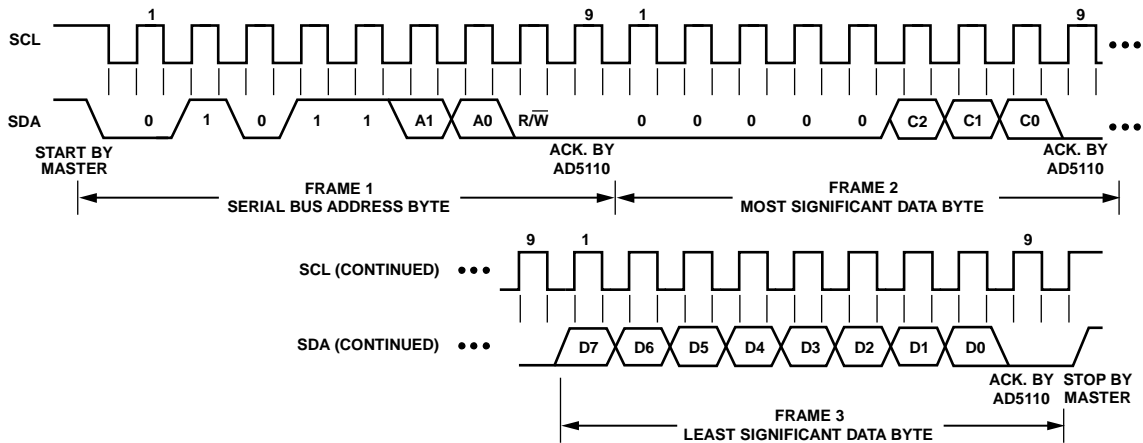 1 9 1 9
SCL
SDA 0 1 0 1 1 A1 A0 R/W̅ 0 0 0 0 0 C2 C1 C0
START BY
MASTER
ACK. BY
AD5110
ACK. BY
AD5110
FRAME 1
SERIAL BUS ADDRESS BYTE
FRAME 2
MOST SIGNIFICANT DATA BYTE
9 1 9
SCL (CONTINUED)
SDA (CONTINUED) D7 D6 D5 D4 D3 D2 D1 D0
ACK. BY
AD5110
STOP BY
MASTER
FRAME 3
LEAST SIGNIFICANT DATA BYTE